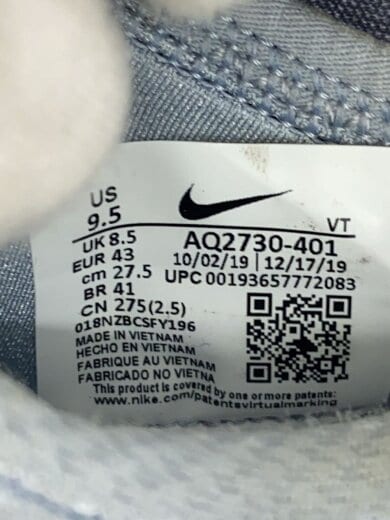 US
9.5
VT
UK 8.5
AQ2730-401
EUR 43
10/02/19 | 12/17/19
cm 27.5
UPC 00193657772083
BR 41
CN 275(2.5)
018NZBCSFY196
MADE IN VIETNAM
HECHO EN VIETNAM
FABRIQUE AU VIETNAM
FABRICADO NO VIETNA
This product is covered by one or more patents:
www.nike.com/patentsvirtualmarking